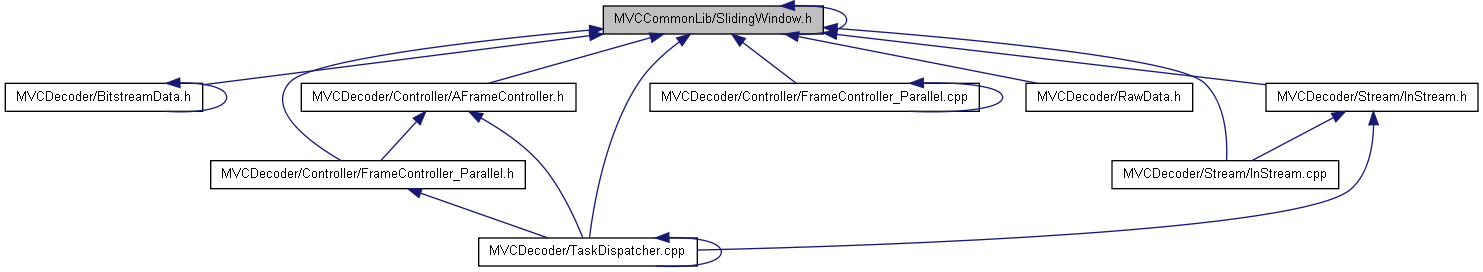 MVCCommonLib/SlidingWindow.h
MVCDecoder/BitstreamData.h
MVCDecoder/Controller/AFrameController.h
MVCDecoder/Controller/FrameController_Parallel.cpp
MVCDecoder/RawData.h
MVCDecoder/Stream/InStream.h
MVCDecoder/Controller/FrameController_Parallel.h
MVCDecoder/Stream/InStream.cpp
MVCDecoder/TaskDispatcher.cpp